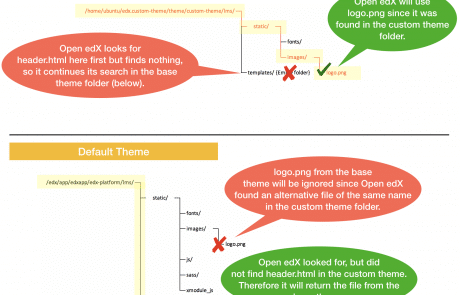 Open edX will use
logo.png since it was
found in the custom theme
folder.
/home/ubuntu/edx.custom-theme/theme/custom-theme/lms/
static/
Open edX looks for
header.html here first but finds nothing,
so it continues its search in the base
theme folder (below).
fonts/
images/
templates/ (Em folder)
logo.png
Default Theme
/edx/app/edxapp/edx-platform/lms/
static/
logo.png from the base
theme will be ignored since Open edX
found an alternative file of the same name
in the custom theme folder.
fonts/
images/
logo.png
js/
sass/
xmodule_js
Open edX looked for, but did
not find header.html in the custom theme.
Therefore it will return the file from the